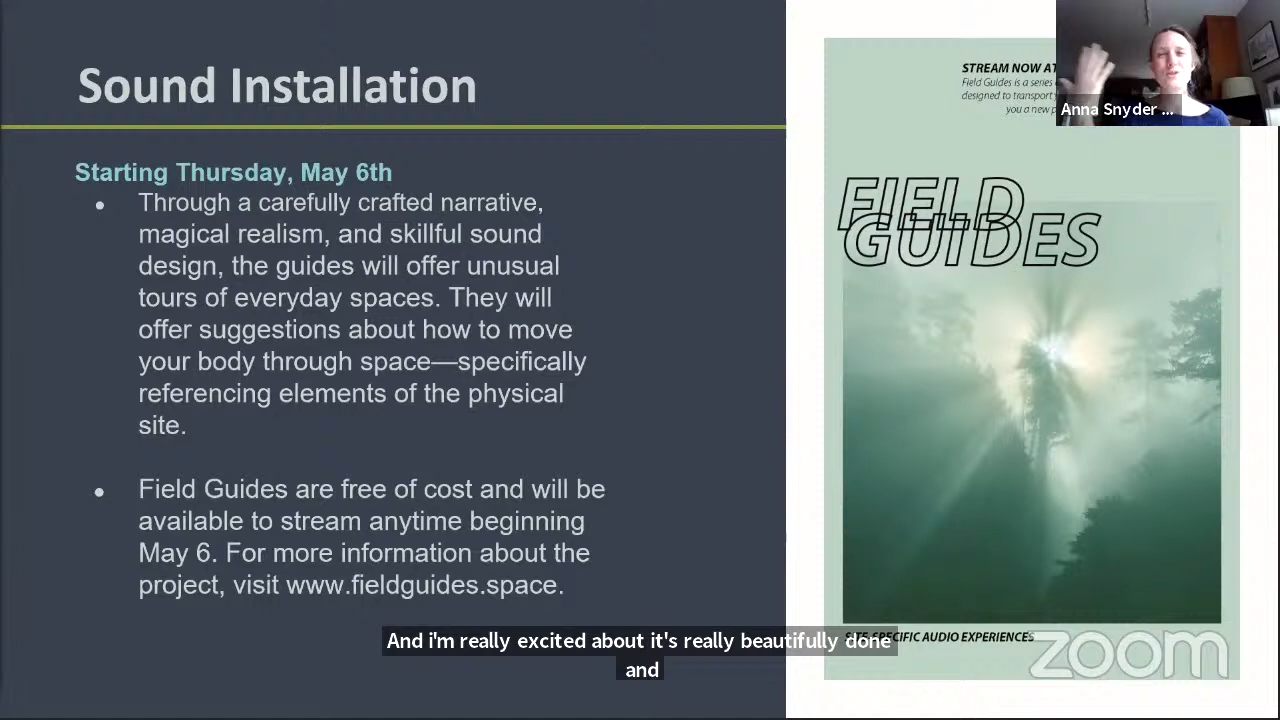 Sound Installation
Starting Thursday, May 6th
• Through a carefully crafted narrative,
magical realism, and skillful sound
design, the guides will offer unusual
tours of everyday spaces. They will
offer suggestions about how to move
your body through space—specifically
referencing elements of the physical
site.
• Field Guides are free of cost and will be
available to stream anytime beginning
May 6. For more information about the
project, visit www.fieldguides.space.
STREAM NOW AT
Field Guides is a series
designed to transport
you a new
FIELD
GUIDES
SITE-SPECIFIC AUDIO EXPERIENCES
Anna Snyder ...
And i'm really excited about it's really beautifully done
and
zoom